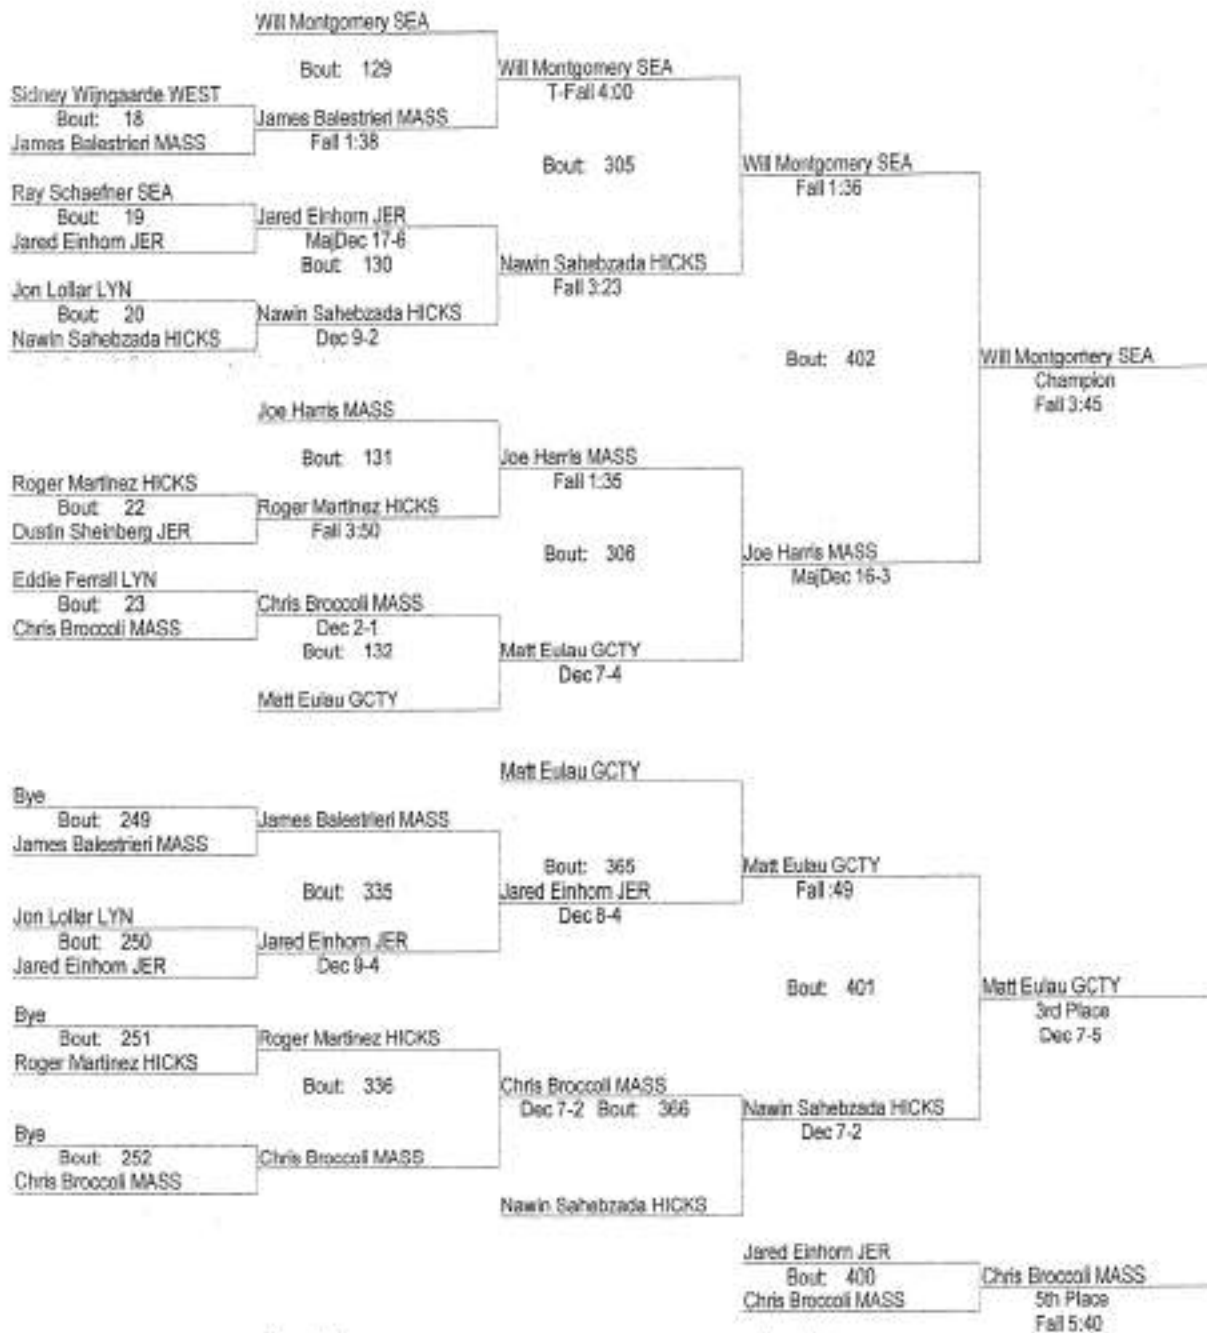 Will Montgomery SEA
Bout: 129
Will Montgomery SEA
T-Fall 4:00
Sidney Wijngaarde WEST
Bout: 18
James Balestrieri MASS
James Balestrieri MASS
Fall 1:38
Bout: 305
Will Montgomery SEA
Fall 1:36
Ray Schaefner SEA
Bout: 19
Jared Einhorn JER
Jared Einhorn JER
MajDec 17-6
Bout: 130
Nawin Sahebzada HICKS
Fall 3:23
Jon Lollar LYN
Bout: 20
Nawin Sahebzada HICKS
Nawin Sahebzada HICKS
Dec 9-2
Bout: 402
Will Montgomery SEA
Champion
Fall 3:45
Joe Harris MASS
Bout: 131
Joe Harris MASS
Fall 1:35
Roger Martinez HICKS
Bout: 22
Dustin Sheinberg JER
Roger Martinez HICKS
Fall 3:50
Bout: 306
Joe Harris MASS
MajDec 16-3
Eddie Ferrall LYN
Bout: 23
Chris Broccoli MASS
Chris Broccoli MASS
Dec 2-1
Bout: 132
Matt Eulau GCTY
Dec 7-4
Matt Eulau GCTY
Matt Eulau GCTY
Bye
Bout: 249
James Balestrieri MASS
James Balestrieri MASS
Bout: 365
Matt Eulau GCTY
Fall :49
Bout: 335
Jared Einhorn JER
Dec 8-4
Jon Lollar LYN
Bout: 250
Jared Einhorn JER
Jared Einhorn JER
Dec 9-4
Bout: 401
Matt Eulau GCTY
3rd Place
Dec 7-5
Bye
Bout: 251
Roger Martinez HICKS
Roger Martinez HICKS
Bout: 336
Chris Broccoli MASS
Dec 7-2 Bout: 366
Nawin Sahebzada HICKS
Dec 7-2
Bye
Bout: 252
Chris Broccoli MASS
Chris Broccoli MASS
Nawin Sahebzada HICKS
Jared Einhorn JER
Bout: 400
Chris Broccoli MASS
Chris Broccoli MASS
5th Place
Fall 5:40